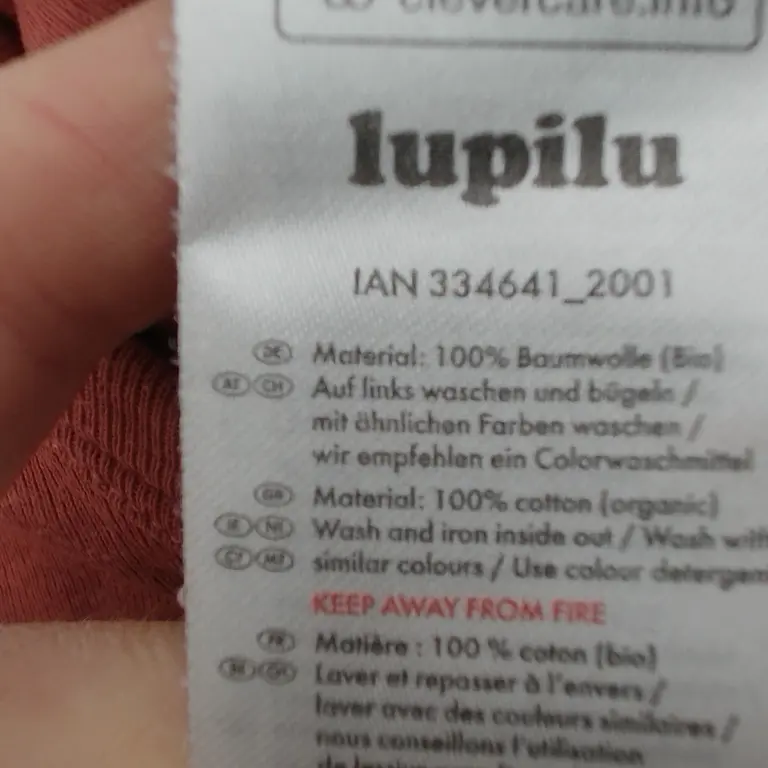 clevercare.info
lupilu
IAN 334641_2001
DE Material: 100% Baumwolle (Bio)
AT CH Auf links waschen und bügeln /
mit ähnlichen Farben waschen /
wir empfehlen ein Colorwaschmittel
GB Material: 100% cotton (organic)
IE NI Wash and iron inside out / Wash with
CY MT similar colours / Use colour detergent
KEEP AWAY FROM FIRE
FR Matière : 100 % coton (bio)
BE CH Laver et repasser à l'envers /
laver avec des couleurs similaires /
nous conseillons l'utilisation